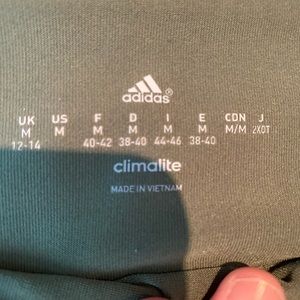 adidas®
UK US F D I E CDN J
M M M M M M M/M 2XOT
12-14 40-42 38-40 44-46 38-40
climalite
MADE IN VIETNAM